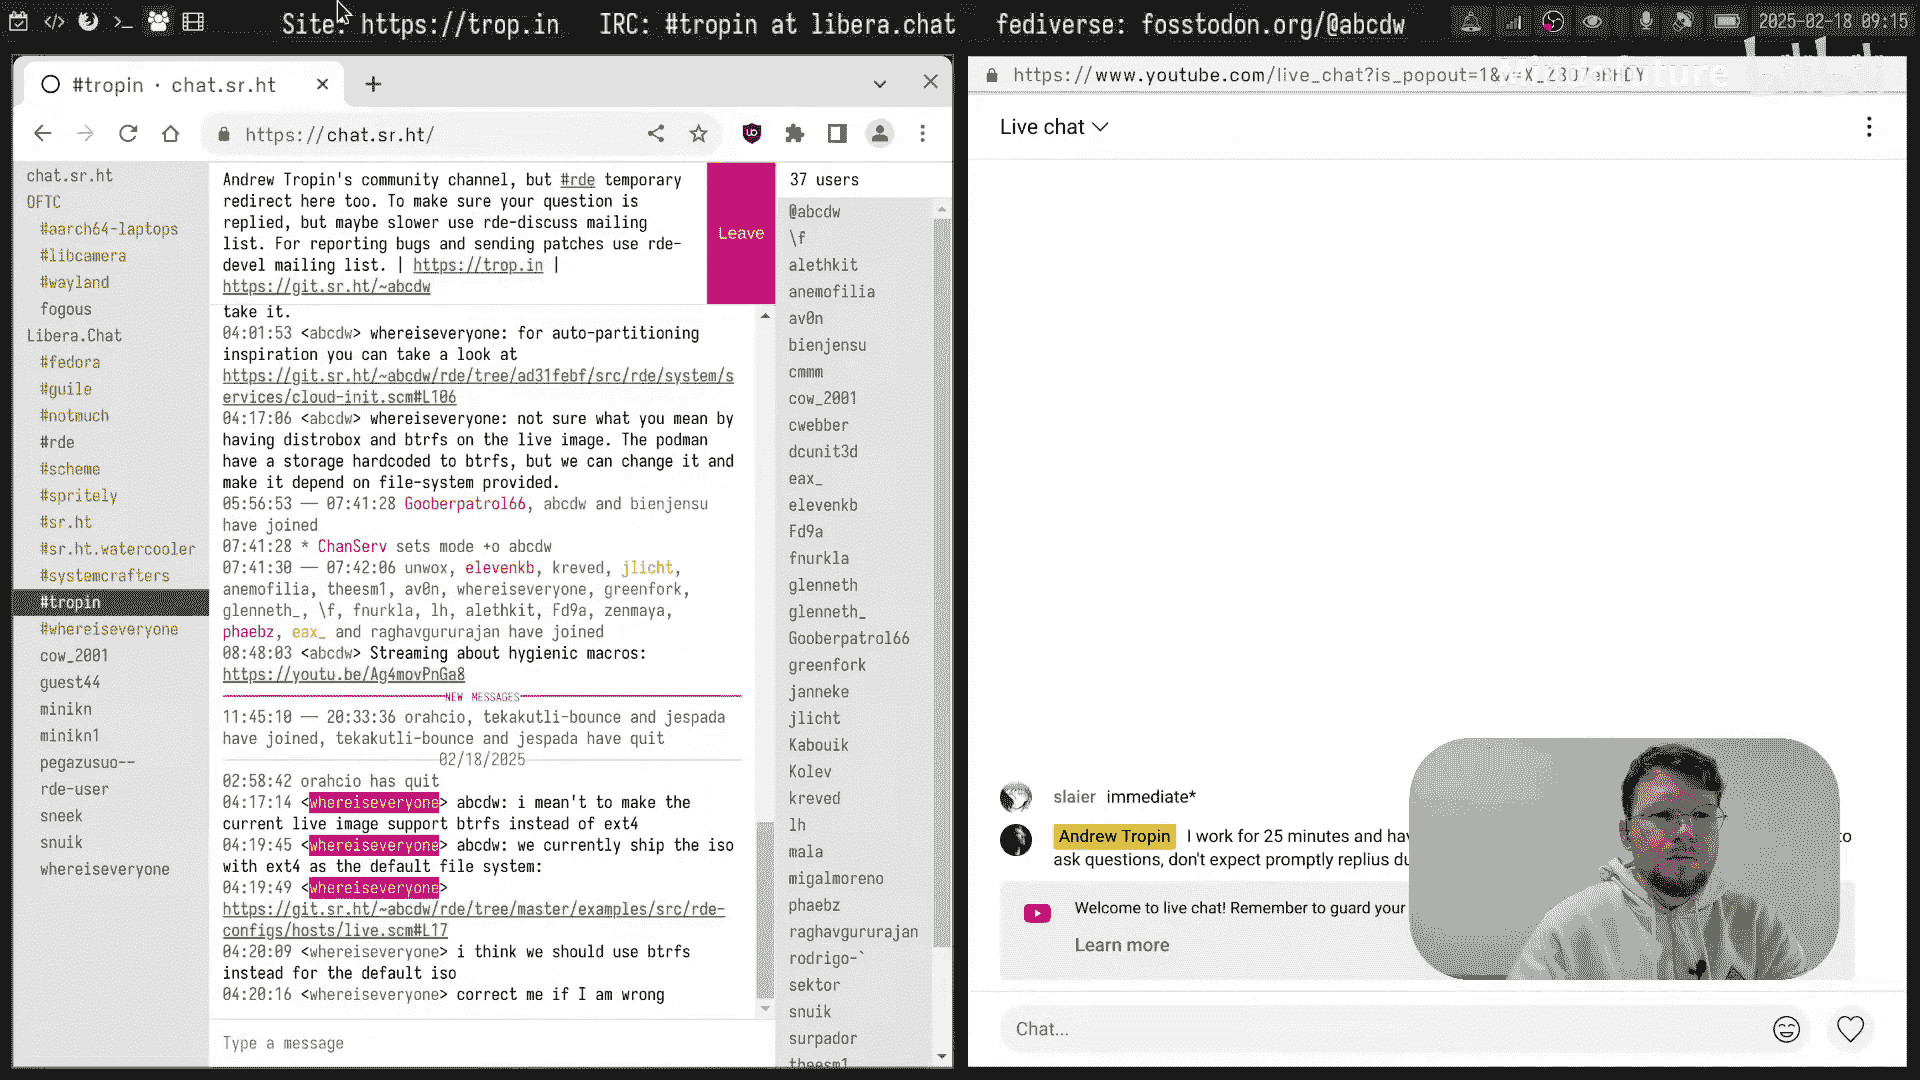 Site: https://trop.in   IRC: #tropin at libera.chat   fediverse: fosstodon.org/@abcdw
2025-02-18 09:15
#tropin · chat.sr.ht
https://chat.sr.ht/
chat.sr.ht
OFTC
#aarch64-laptops
#libcamera
#wayland
fogous
Libera.Chat
#fedora
#guile
#notmuch
#rde
#scheme
#spritely
#sr.ht
#sr.ht.watercooler
#systemcrafters
#tropin
#whereiseveryone
cow_2001
guest44
minikn
minikn1
pegazusuo--
rde-user
sneek
snuik
whereiseveryone
Andrew Tropin's community channel, but #rde temporary
redirect here too. To make sure your question is
replied, but maybe slower use rde-discuss mailing
list. For reporting bugs and sending patches use rde-
devel mailing list. | https://trop.in |
https://git.sr.ht/~abcdw
Leave
take it.
04:01:53 <abcdw> whereiseveryone: for auto-partitioning
inspiration you can take a look at
https://git.sr.ht/~abcdw/rde/tree/ad31febf/src/rde/system/s
ervices/cloud-init.scm#L106
04:17:06 <abcdw> whereiseveryone: not sure what you mean by
having distrobox and btrfs on the live image. The podman
have a storage hardcoded to btrfs, but we can change it and
make it depend on file-system provided.
05:56:53 — 07:41:28 Gooberpatrol66, abcdw and bienjensu
have joined
07:41:28 * ChanServ sets mode +o abcdw
07:41:30 — 07:42:06 unwox, elevenkb, kreved, jlicht,
anemofilia, theesm1, av0n, whereiseveryone, greenfork,
glenneth_, \f, fnurkla, lh, alethkit, Fd9a, zenmaya,
phaebz, eax_ and raghavgururajan have joined
08:48:03 <abcdw> Streaming about hygienic macros:
https://youtu.be/Ag4movPnGa8
NEW MESSAGES
11:45:10 — 20:33:36 orahcio, tekakutli-bounce and jespada
have joined, tekakutli-bounce and jespada have quit
02/18/2025
02:58:42 orahcio has quit
04:17:14 <whereiseveryone> abcdw: i mean't to make the
current live image support btrfs instead of ext4
04:19:45 <whereiseveryone> abcdw: we currently ship the iso
with ext4 as the default file system:
04:19:49 <whereiseveryone>
https://git.sr.ht/~abcdw/rde/tree/master/examples/src/rde-
configs/hosts/live.scm#L17
04:20:09 <whereiseveryone> i think we should use btrfs
instead for the default iso
04:20:16 <whereiseveryone> correct me if I am wrong
Type a message
37 users
@abcdw
\f
alethkit
anemofilia
av0n
bienjensu
cmmm
cow_2001
cwebber
dcunit3d
eax_
elevenkb
Fd9a
fnurkla
glenneth
glenneth_
Gooberpatrol66
greenfork
janneke
jlicht
Kabouik
Kolev
kreved
lh
mala
migalmoreno
phaebz
raghavgururajan
rodrigo-`
sektor
snuik
surpador
theesm1
https://www.youtube.com/live_chat?is_popout=1&
Live chat
slaier immediate*
Andrew Tropin I work for 25 minutes and hav to
ask questions, don't expect promptly replius du
Welcome to live chat! Remember to guard your
Learn more
Chat...